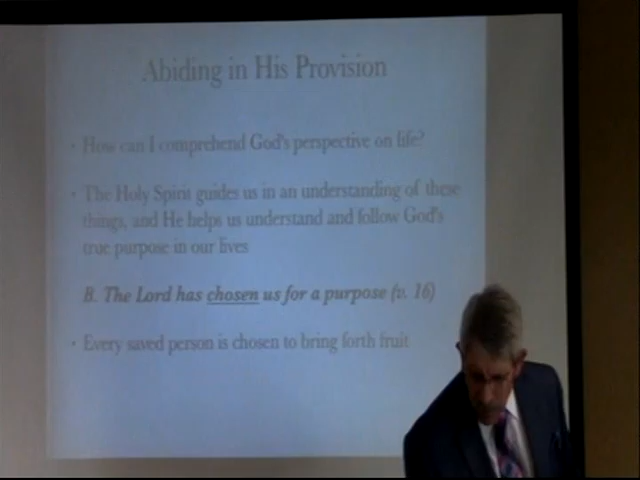 Abiding in His Provision
· How can I comprehend God's perspective on life?
· The Holy Spirit guides us in an understanding of these
things, and He helps us understand and follow God's
true purpose in our lives
B. The Lord has chosen us for a purpose (v. 16)
· Every saved person is chosen to bring forth fruit